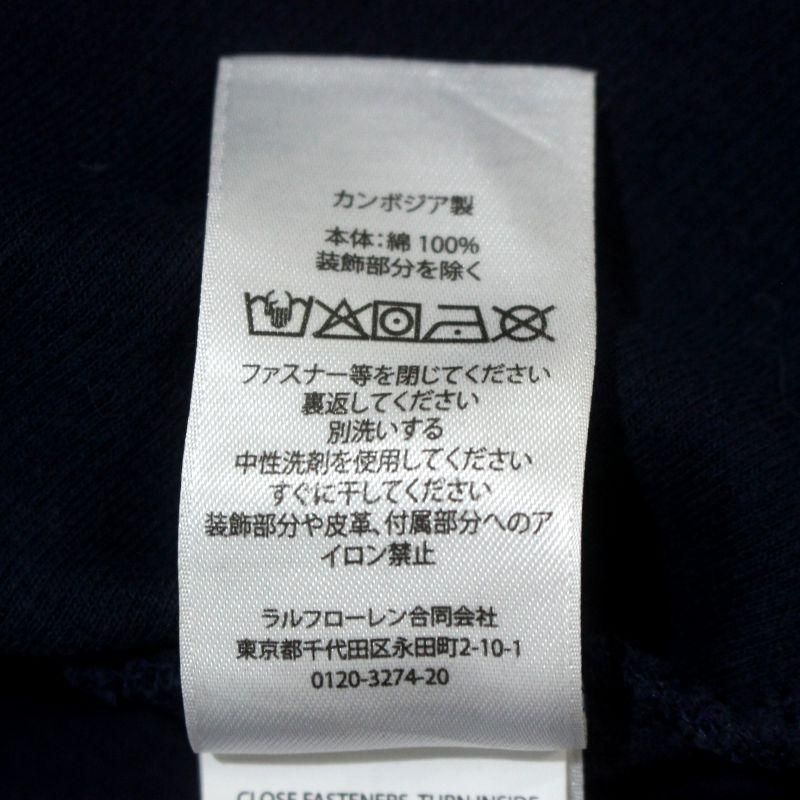 カンボジア製
本体:綿 100%
装飾部分を除く
ファスナー等を閉じてください
裏返してください
別洗いする
中性洗剤を使用してください
すぐに干してください
装飾部分や皮革、付属部分へのア
イロン禁止
ラルフローレン合同会社
東京都千代田区永田町2-10-1
0120-3274-20
CLOSE FASTENERS, TURN INSIDE